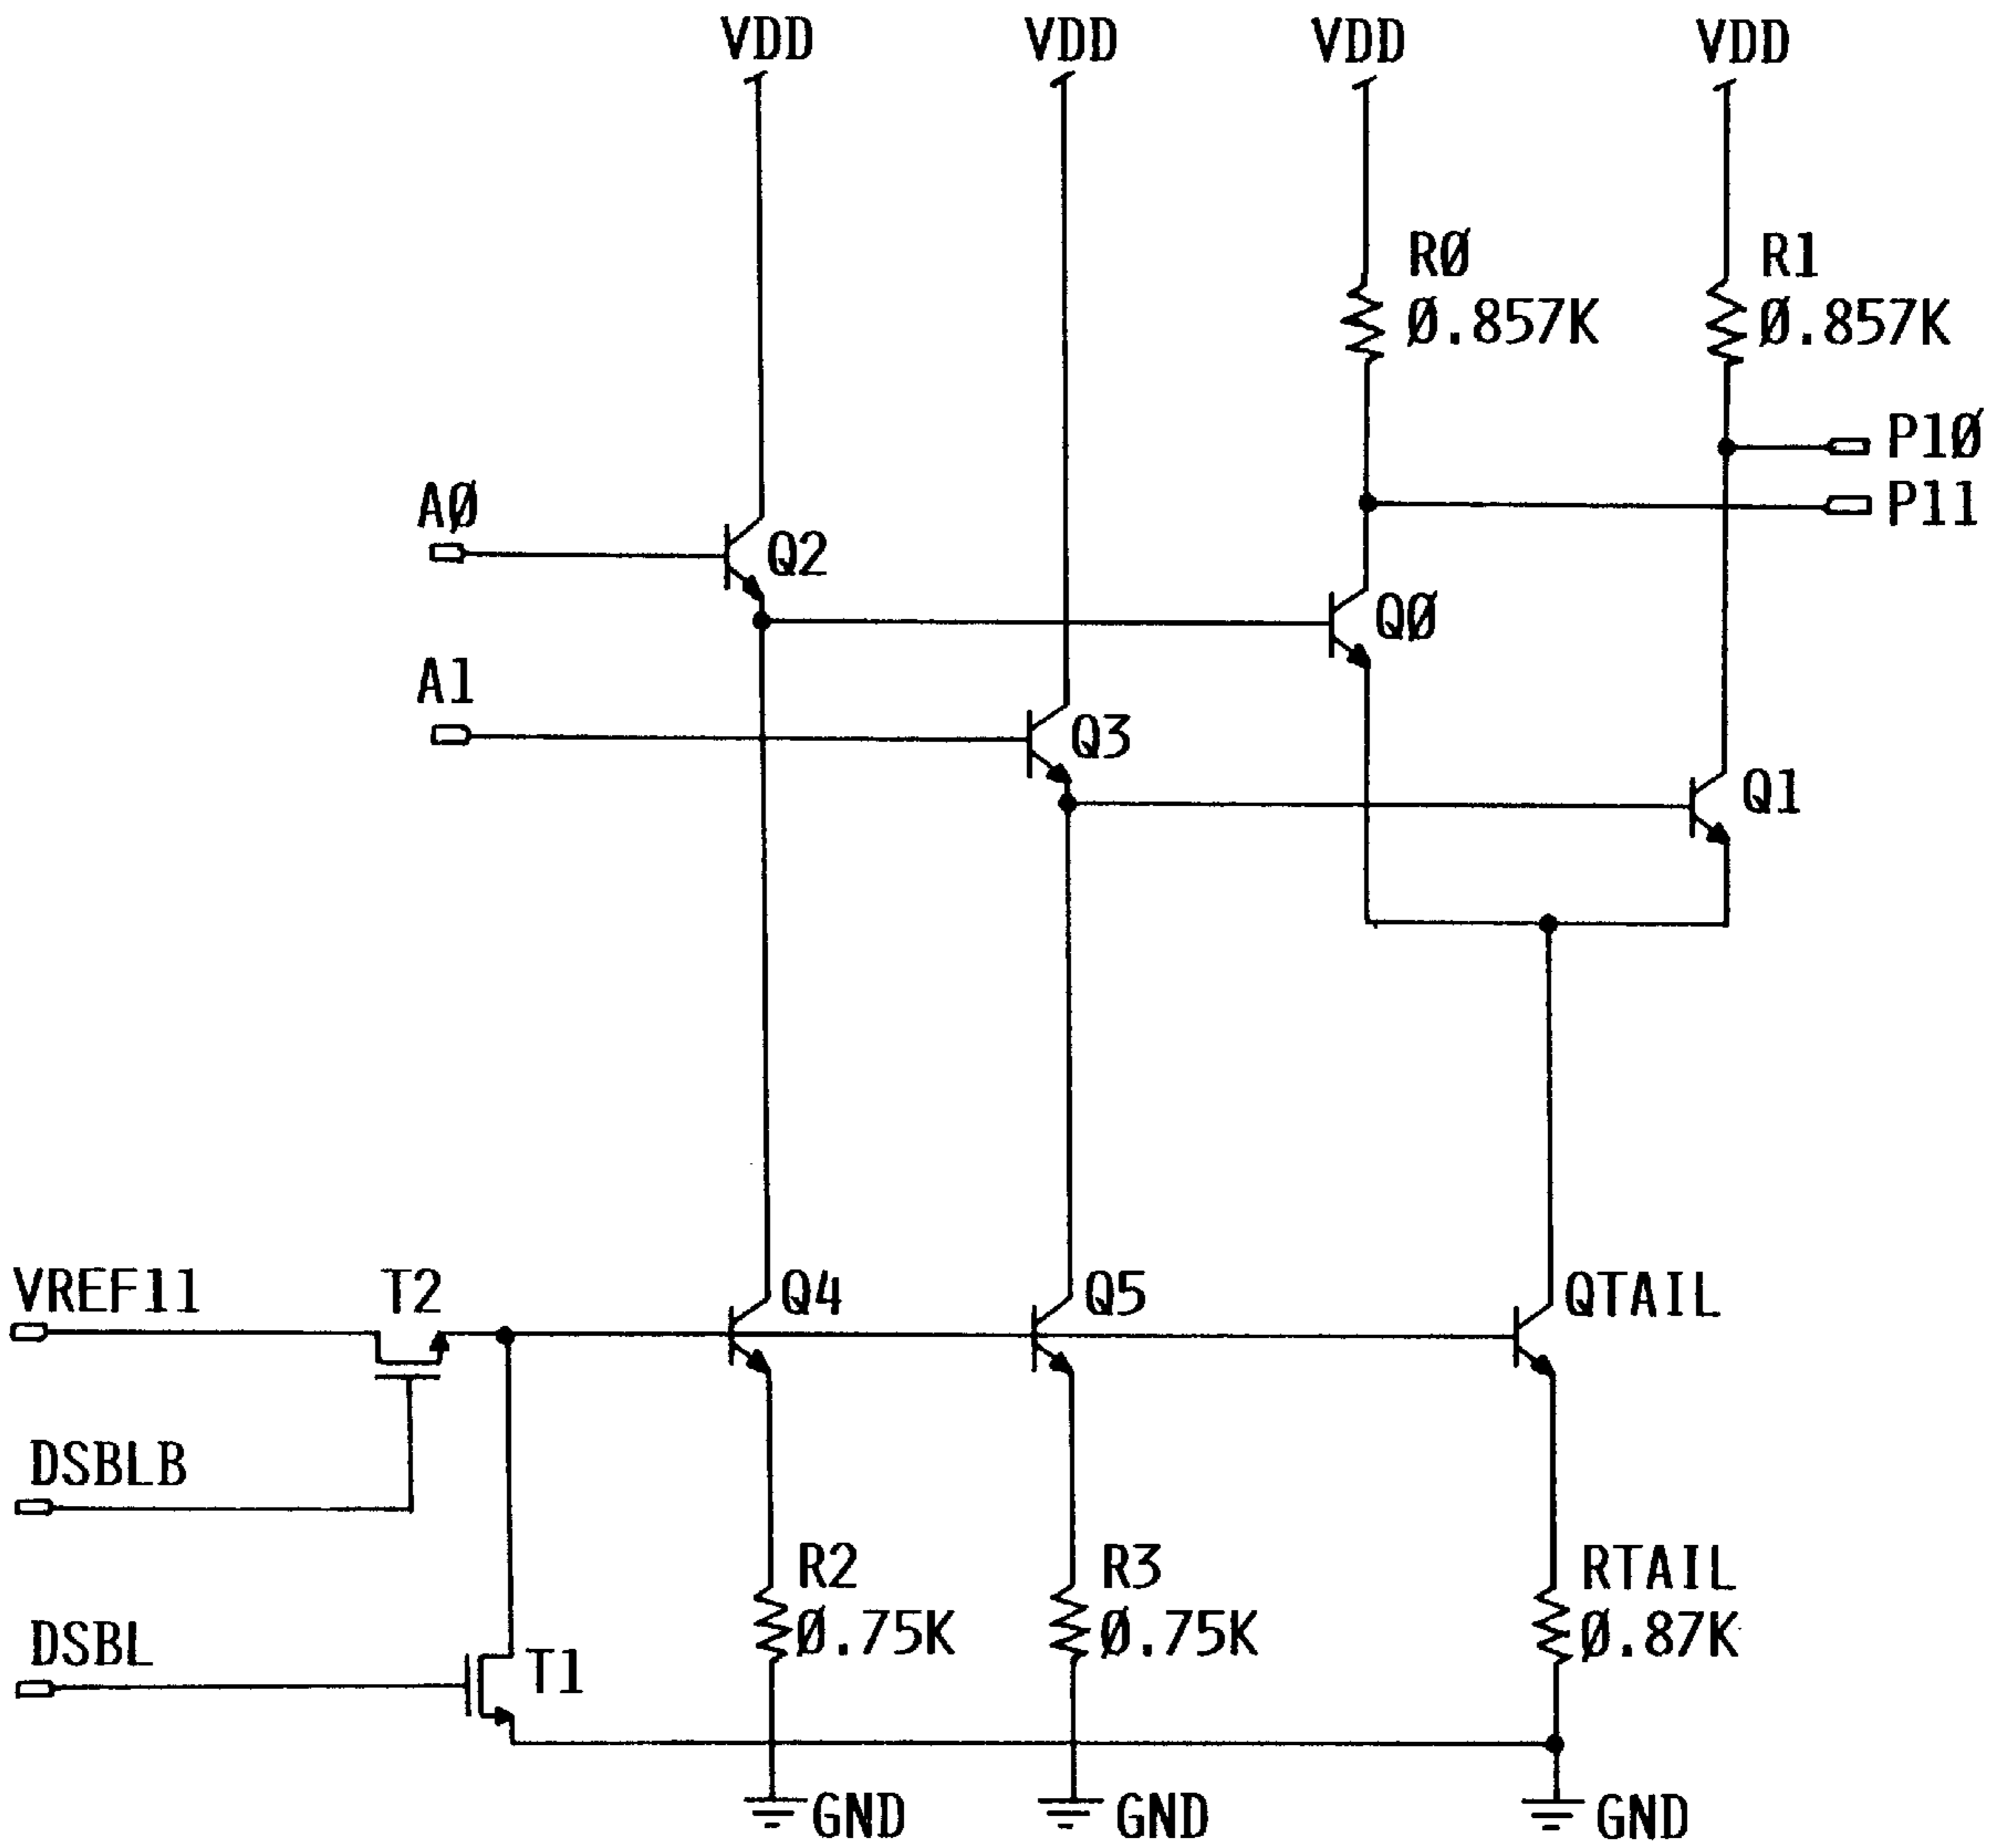 VDD VDD VDD VDD
RØ R1
Ø.857K Ø.857K
P1Ø
AØ P11
Q2
QØ
A1
Q3
Q1
VREF11 T2 Q4 Q5 QTAIL
DSBLB
R2 R3 RTAIL
Ø.75K Ø.75K Ø.87K
DSBL
T1
GND GND GND